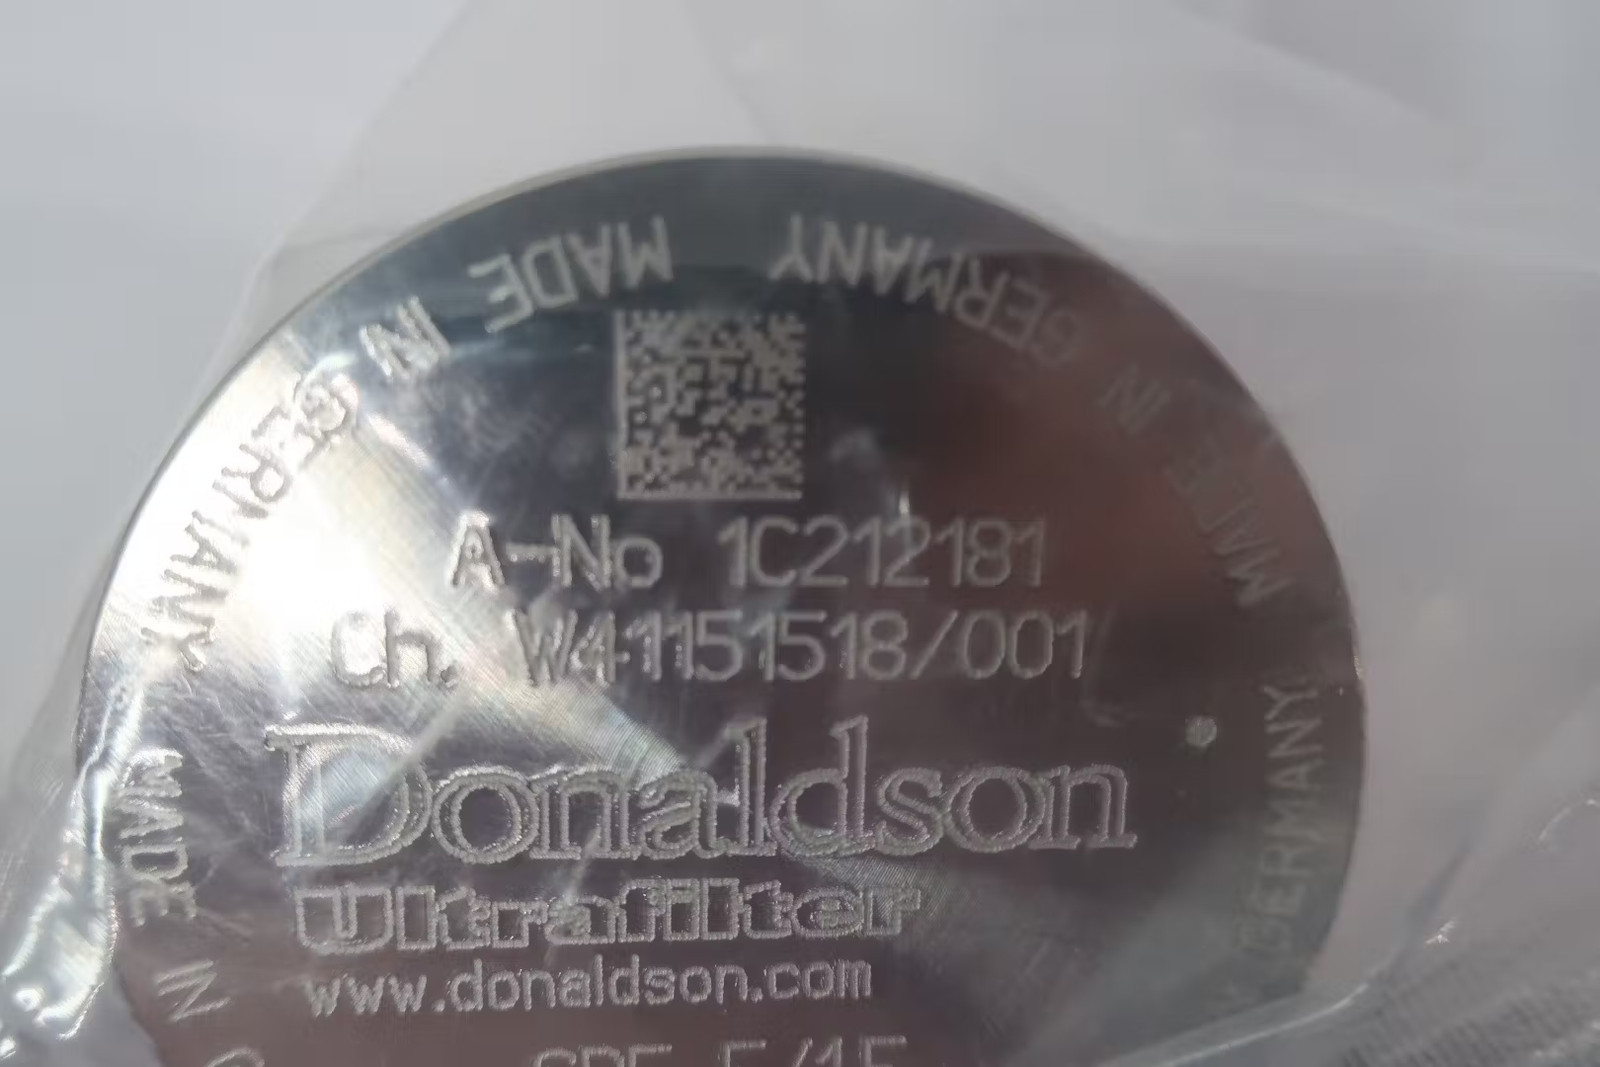 MADE IN GERMANY MADE IN GERMANY MADE IN GERMANY
A-No 1C212181
Ch. W41151518/001
Donaldson
Ultrafilter
www.donaldson.com